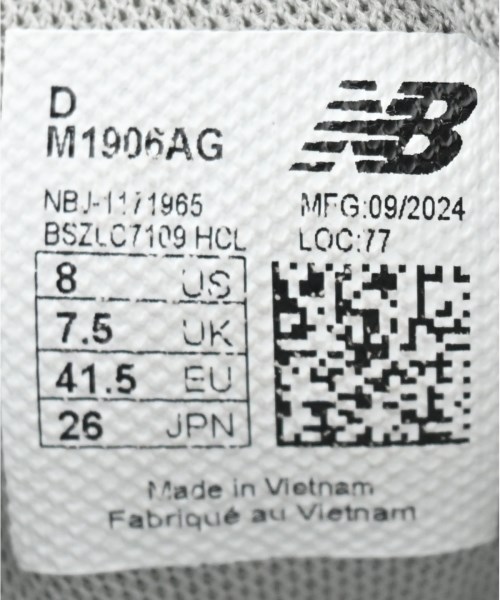 D
M1906AG
NB
NBJ-1171965
MFG:09/2024
BSZLC7109 HCL
LOC:77
8 US
7.5 UK
41.5 EU
26 JPN
Made in Vietnam
Fabriqué au Vietnam